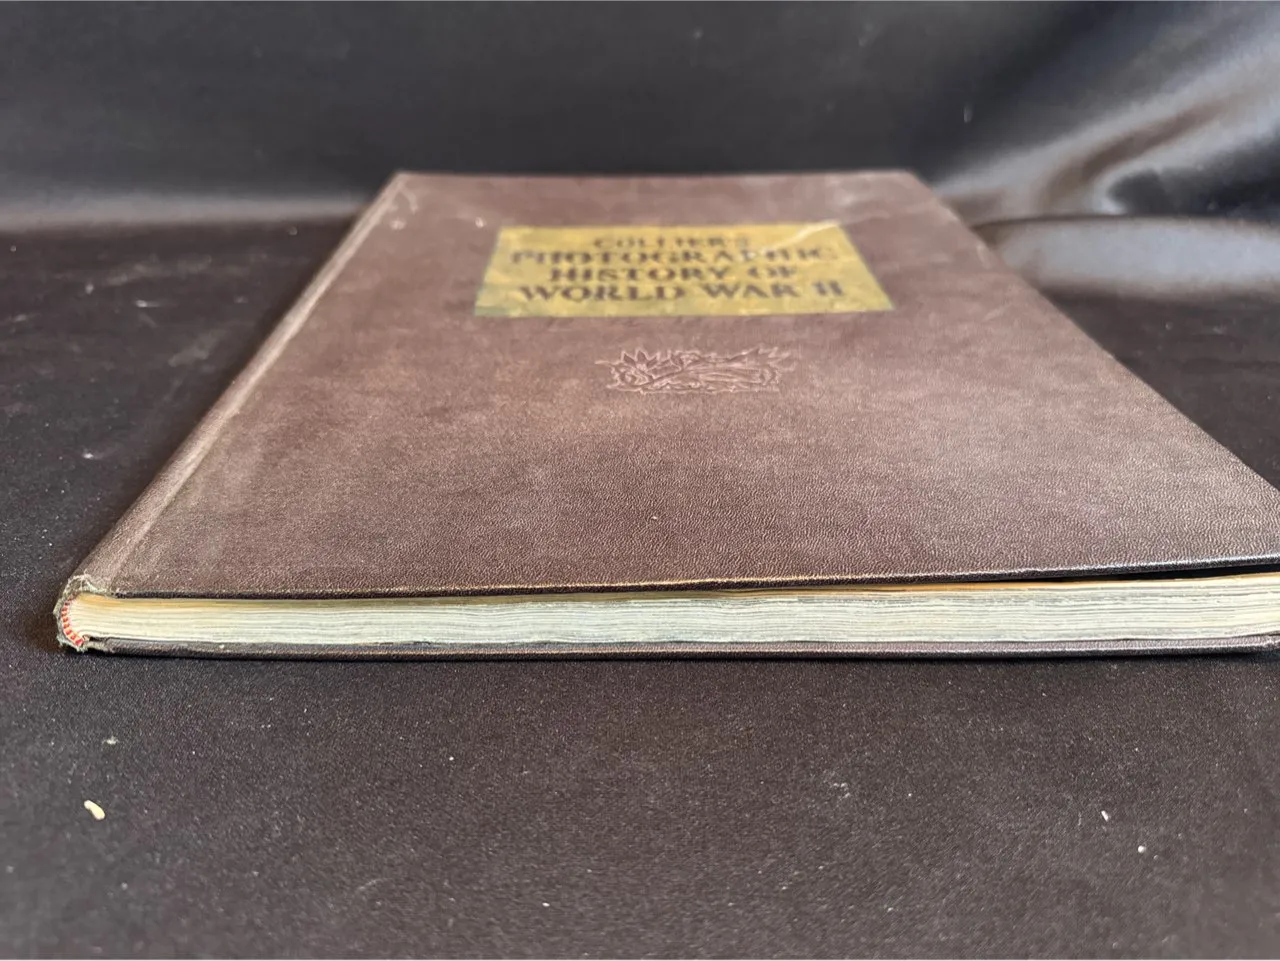 COLLIER'S
PHOTOGRAPHIC
HISTORY OF
WORLD WAR II